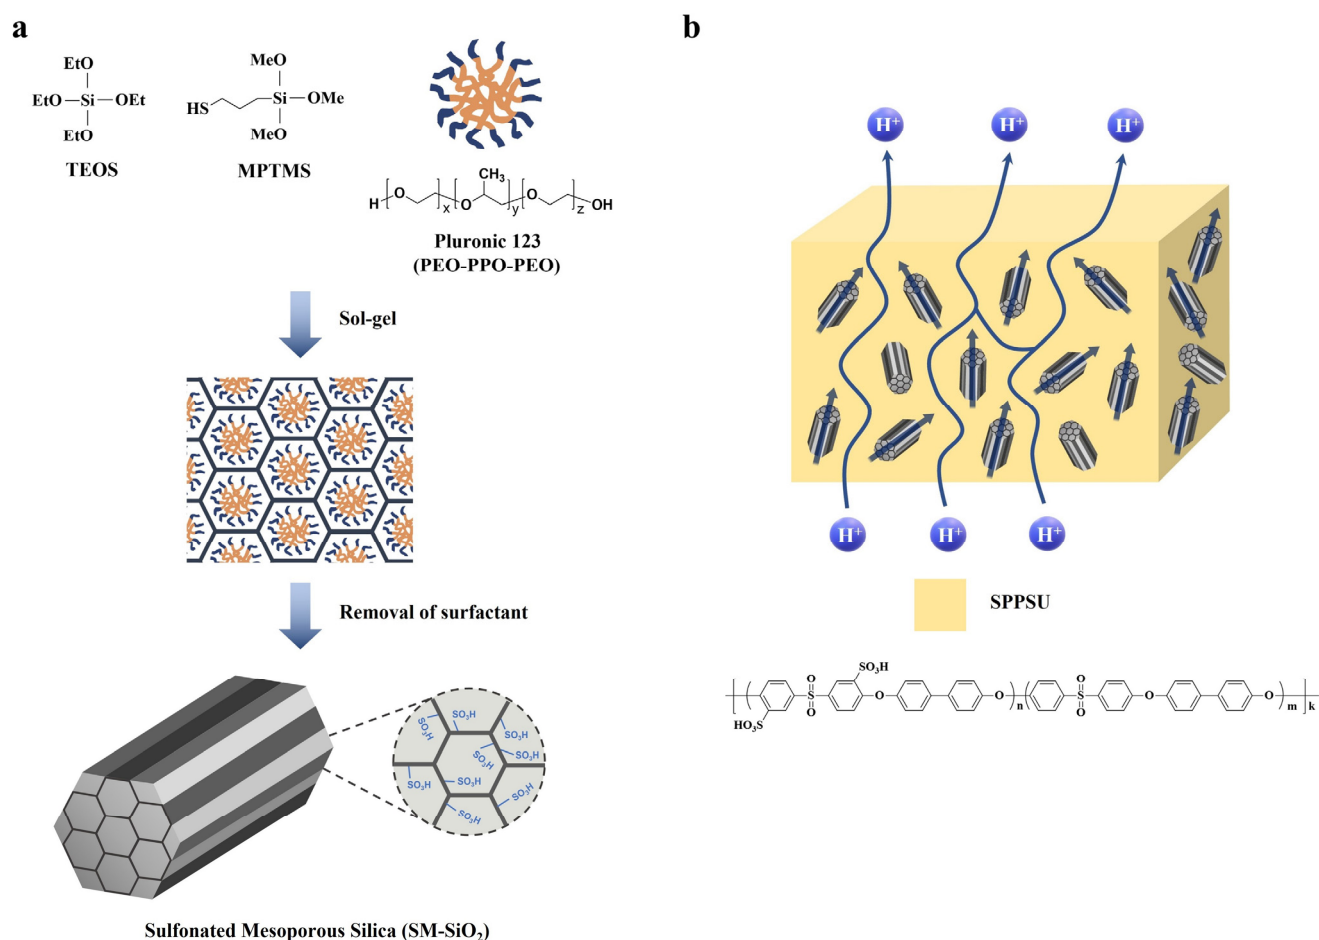 a
EtO
EtO
Si
OEt
EtO
TEOS
MeO
HS
Si
OMe
MeO
MPTMS
CH3
H
O
x
O
y
O
z
OH
Pluronic 123
(PEO-PPO-PEO)
Sol-gel
Removal of surfactant
SO3H
SO3H
SO3H
SO3H
SO3H
SO3H
SO3H
SO3H
SO3H
Sulfonated Mesoporous Silica (SM-SiO2)
b
H+
H+
H+
H+
H+
H+
SPPSU
SO3H
O
S
O
O
O
n
O
S
O
O
O
m
k
HO3S